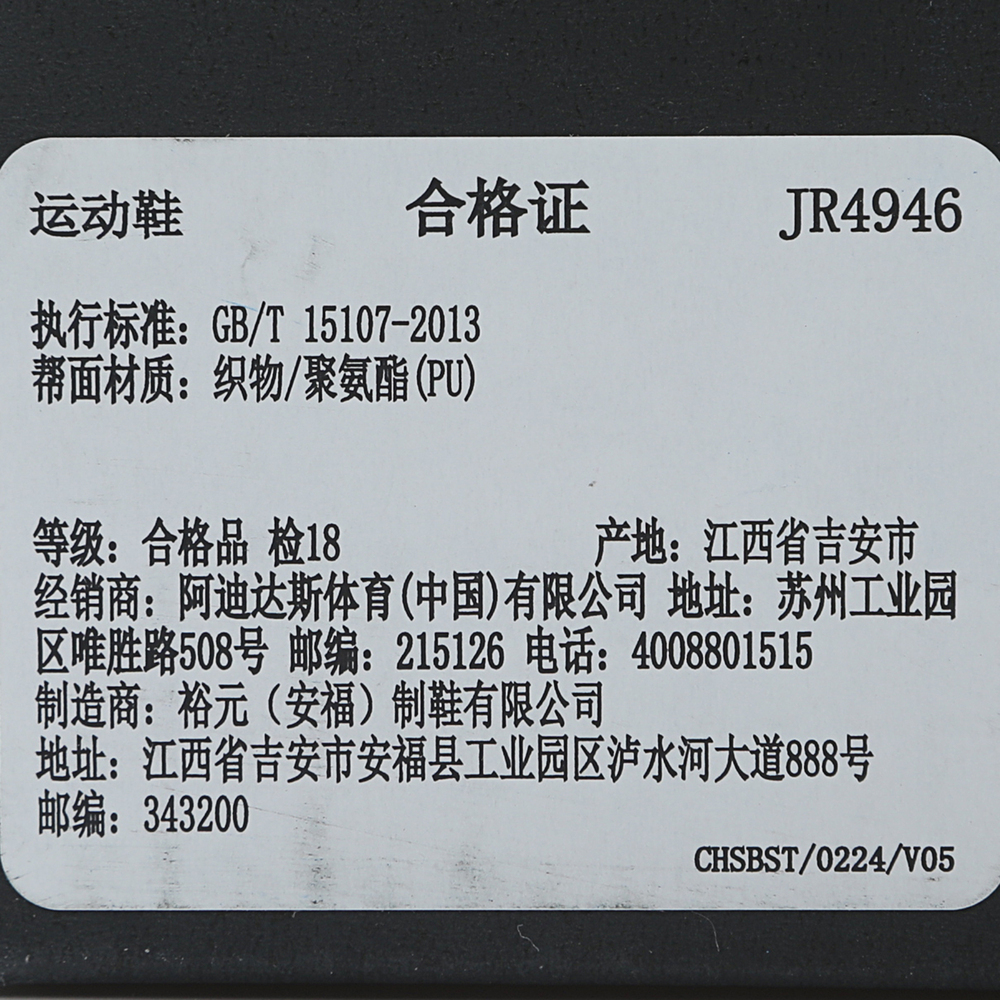 运动鞋 合格证 JR4946
执行标准：GB/T 15107-2013
帮面材质：织物/聚氨酯(PU)
等级：合格品 检18 产地：江西省吉安市
经销商：阿迪达斯体育(中国)有限公司 地址：苏州工业园
区唯胜路508号 邮编：215126 电话：4008801515
制造商：裕元（安福）制鞋有限公司
地址：江西省吉安市安福县工业园区泸水河大道888号
邮编：343200
CHSBST/0224/V05